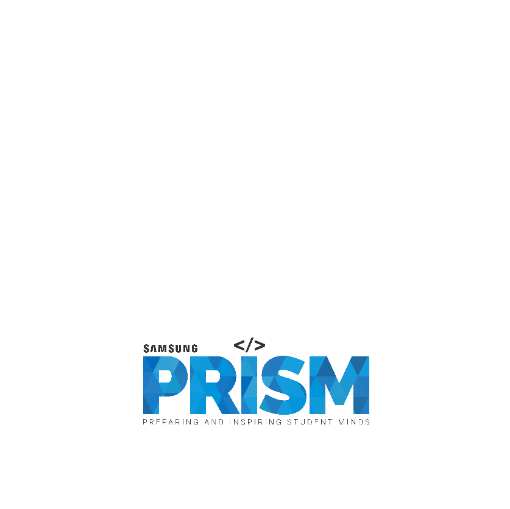 SAMSUNG </>
PRISM
PREPARING AND INSPIRING STUDENT MINDS